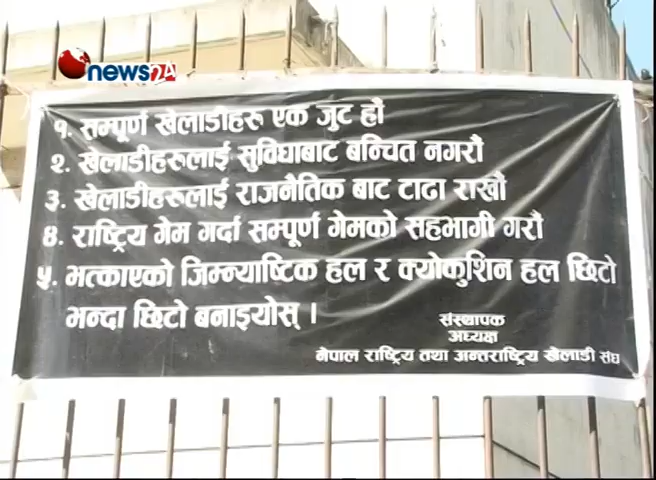 news24
१. सम्पूर्ण खेलाडीहरु एक जुट हौ
२. खेलाडीहरुलाई सुविधाबाट बन्चित नगरौ
३. खेलाडीहरुलाई राजनैतिक बाट टाढा राखौ
४. राष्ट्रिय गेम गर्दा सम्पूर्ण गेमको सहभागी गरौ
५. भत्काएको जिम्न्याष्टिक हल र क्योकुशिन हल छिटो
भन्दा छिटो बनाइयोस् ।
संस्थापक
अध्यक्ष
नेपाल राष्ट्रिय तथा अन्तराष्ट्रिय खेलाडी संघ